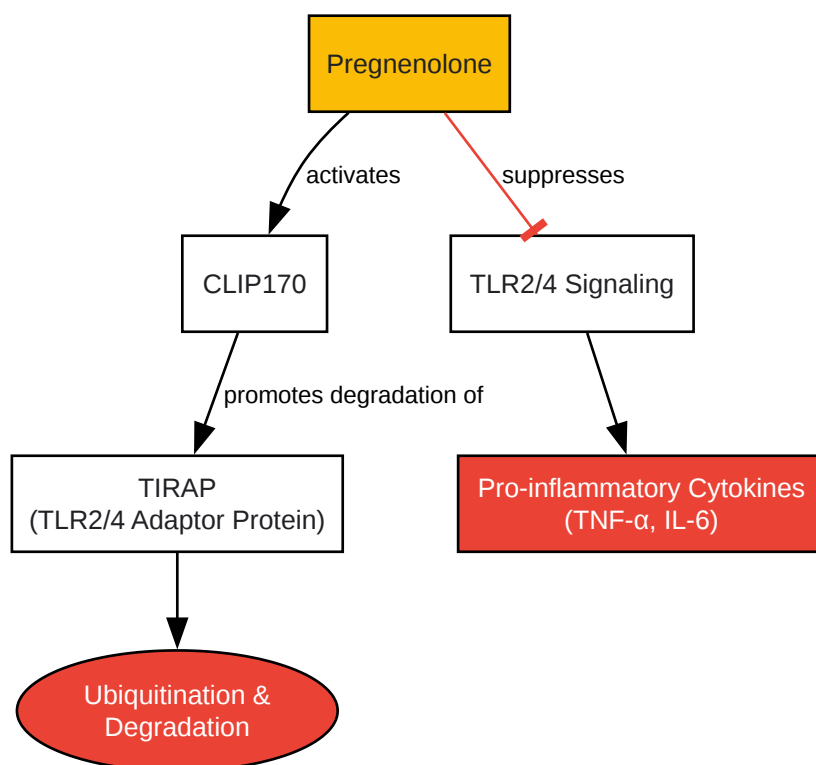 Pregnenolone
activates
suppresses
CLIP170
TLR2/4 Signaling
promotes degradation of
TIRAP
(TLR2/4 Adaptor Protein)
Pro-inflammatory Cytokines
(TNF-α, IL-6)
Ubiquitination &
Degradation